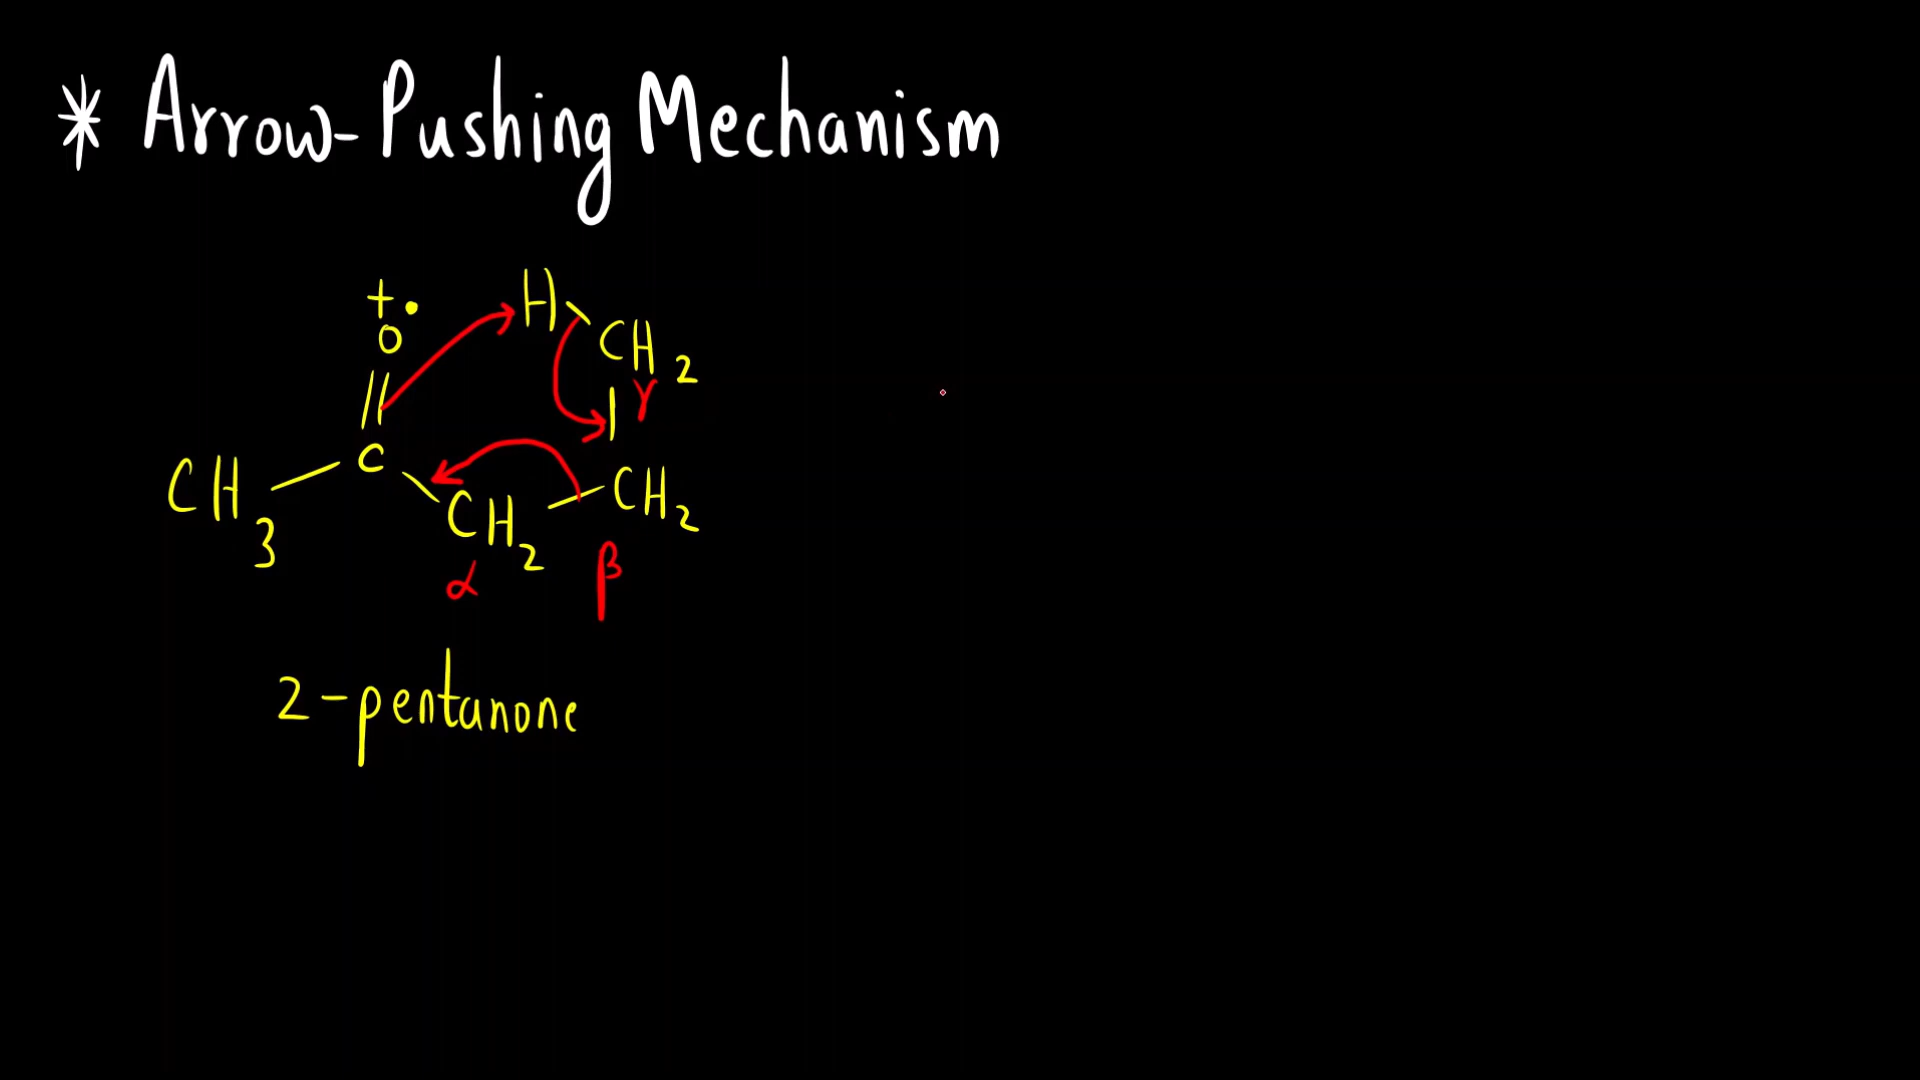 * Arrow-Pushing Mechanism
+•
O H CH2
γ
CH3 C CH2 CH2
α β
2-pentanone